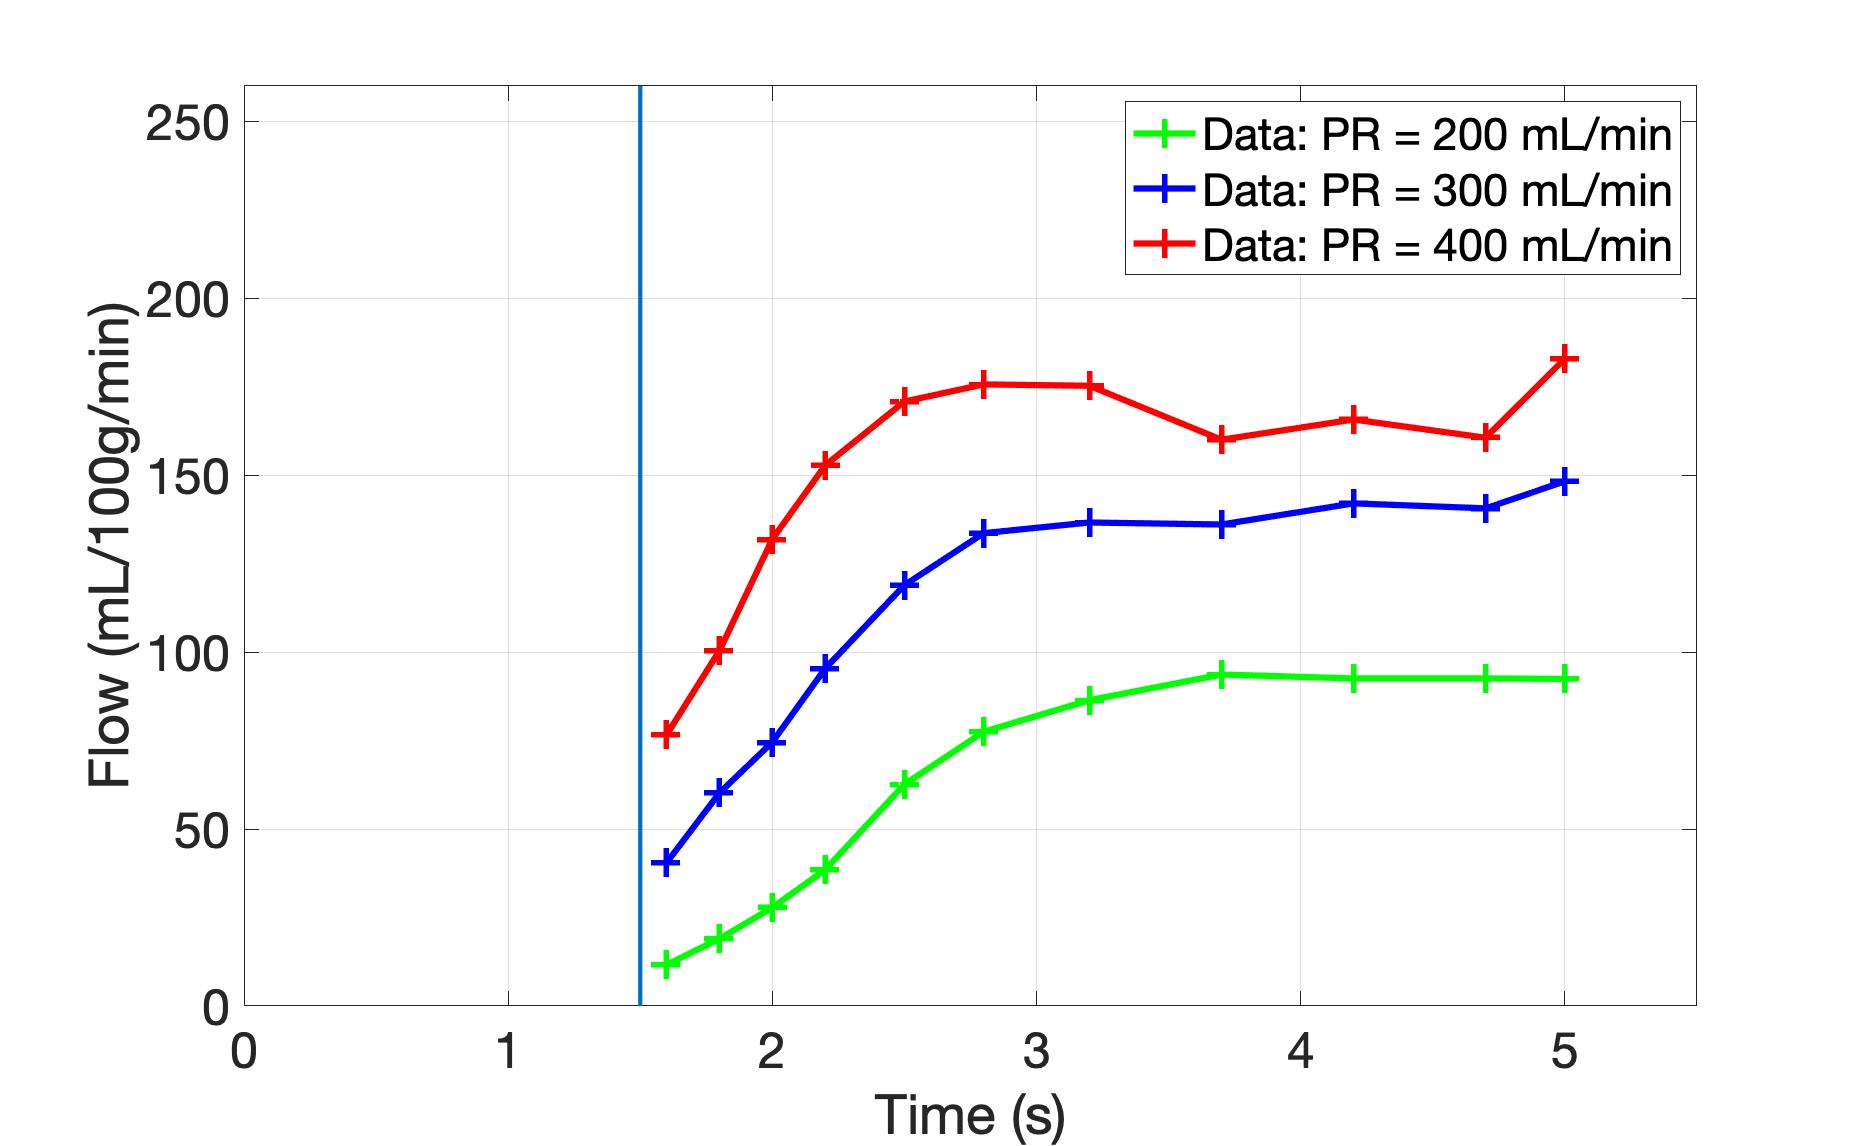 Data: PR = 200 mL/min
Data: PR = 300 mL/min
Data: PR = 400 mL/min
Flow (mL/100g/min)
250
200
150
100
50
0
0 1 2 3 4 5
Time (s)